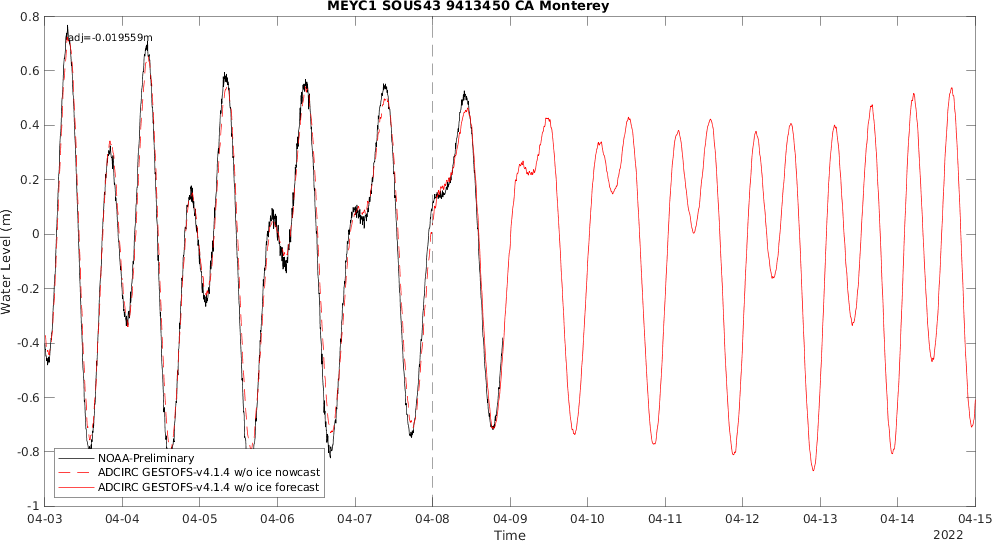 MEYC1 SOUS43 9413450 CA Monterey
adj=-0.019559m
0.8
0.6
0.4
0.2
0
-0.2
-0.4
-0.6
-0.8
-1
Water Level (m)
NOAA-Preliminary
ADCIRC GESTOFS-v4.1.4 w/o ice nowcast
ADCIRC GESTOFS-v4.1.4 w/o ice forecast
04-03 04-04 04-05 04-06 04-07 04-08 04-09 04-10 04-11 04-12 04-13 04-14 04-15
Time
2022